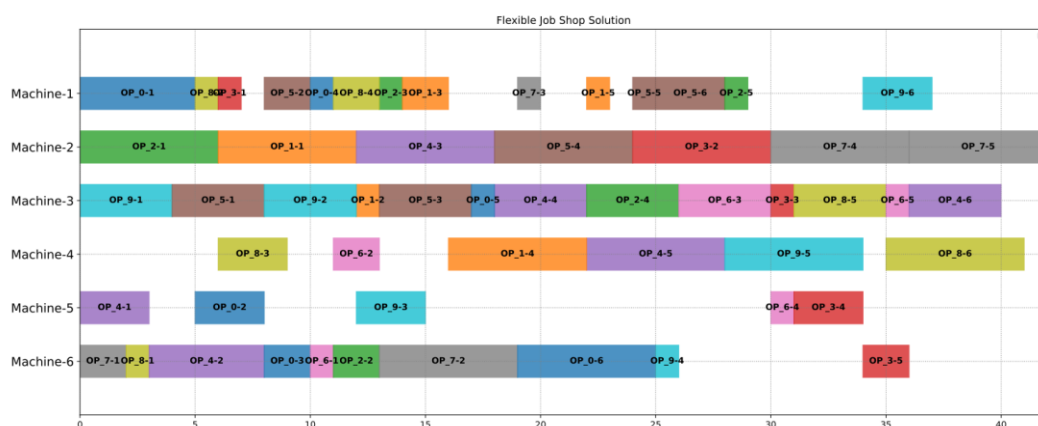 Flexible Job Shop Solution
Machine-1
OP_0-1 OP_8-2 OP_3-1 OP_5-2 OP_0-4 OP_8-4 OP_2-3 OP_1-3 OP_7-3 OP_1-5 OP_5-5 OP_5-6 OP_2-5 OP_9-6
Machine-2
OP_2-1 OP_1-1 OP_4-3 OP_5-4 OP_3-2 OP_7-4 OP_7-5
Machine-3
OP_9-1 OP_5-1 OP_9-2 OP_1-2 OP_5-3 OP_0-5 OP_4-4 OP_2-4 OP_6-3 OP_3-3 OP_8-5 OP_6-5 OP_4-6
Machine-4
OP_8-3 OP_6-2 OP_1-4 OP_4-5 OP_9-5 OP_8-6
Machine-5
OP_4-1 OP_0-2 OP_9-3 OP_6-4 OP_3-4
Machine-6
OP_7-1 OP_8-1 OP_4-2 OP_0-3 OP_6-1 OP_2-2 OP_7-2 OP_0-6 OP_9-4 OP_3-5
0 5 10 15 20 25 30 35 40